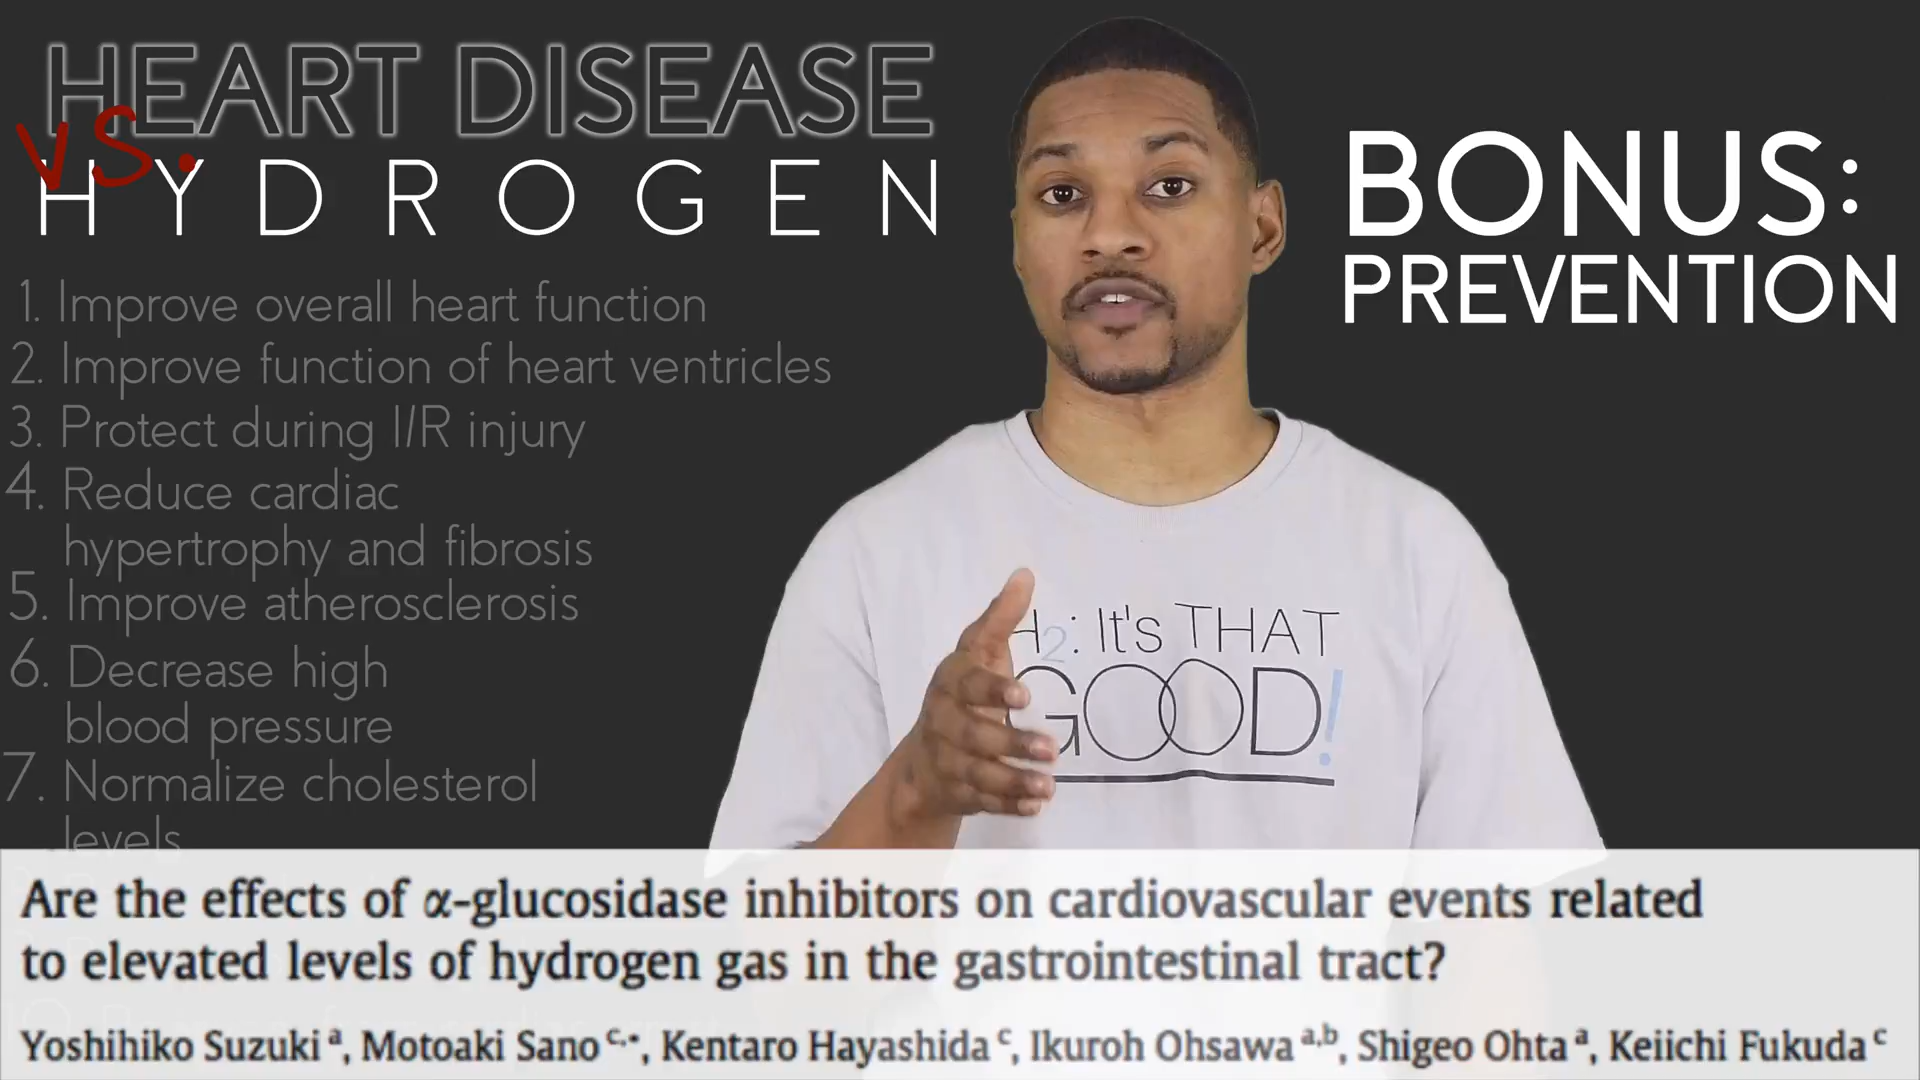 HEART DISEASE
VS.
HYDROGEN
1. Improve overall heart function
2. Improve function of heart ventricles
3. Protect during I/R injury
4. Reduce cardiac
hypertrophy and fibrosis
5. Improve atherosclerosis
6. Decrease high
blood pressure
7. Normalize cholesterol
levels
BONUS:
PREVENTION
H2: It's THAT
GOOD!
Are the effects of α-glucosidase inhibitors on cardiovascular events related
to elevated levels of hydrogen gas in the gastrointestinal tract?
Yoshihiko Suzuki a, Motoaki Sano c,*, Kentaro Hayashida c, Ikuroh Ohsawa a,b, Shigeo Ohta a, Keiichi Fukuda c